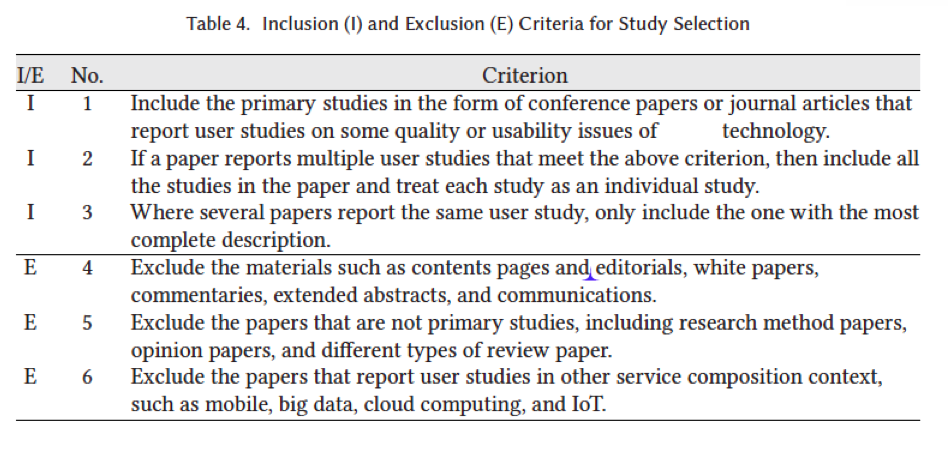 Table 4. Inclusion (I) and Exclusion (E) Criteria for Study Selection
I/E No. Criterion
I 1 Include the primary studies in the form of conference papers or journal articles that
report user studies on some quality or usability issues of technology.
I 2 If a paper reports multiple user studies that meet the above criterion, then include all
the studies in the paper and treat each study as an individual study.
I 3 Where several papers report the same user study, only include the one with the most
complete description.
E 4 Exclude the materials such as contents pages and editorials, white papers,
commentaries, extended abstracts, and communications.
E 5 Exclude the papers that are not primary studies, including research method papers,
opinion papers, and different types of review paper.
E 6 Exclude the papers that report user studies in other service composition context,
such as mobile, big data, cloud computing, and IoT.